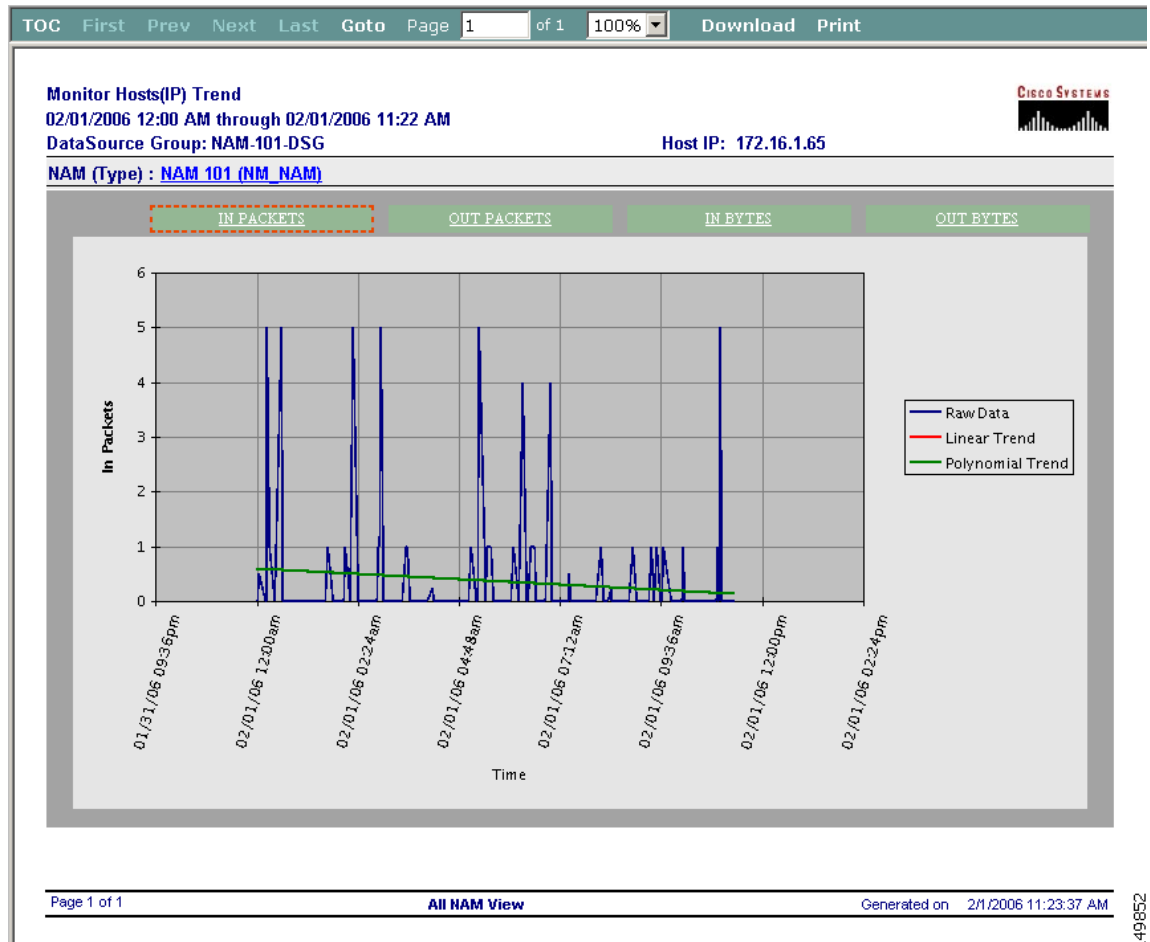 TOC First Prev Next Last Goto Page 1 of 1 100% Download Print
Monitor Hosts(IP) Trend
CISCO SYSTEMS
02/01/2006 12:00 AM through 02/01/2006 11:22 AM
DataSource Group: NAM-101-DSG Host IP: 172.16.1.65
NAM (Type) : NAM 101 (NM_NAM)
IN PACKETS OUT PACKETS IN BYTES OUT BYTES
6
5
4
3
2
1
0
In Packets
Raw Data
Linear Trend
Polynomial Trend
01/31/06 09:36pm
02/01/06 12:00am
02/01/06 02:24am
02/01/06 04:48am
02/01/06 07:12am
02/01/06 09:36am
02/01/06 12:00pm
02/01/06 02:24pm
Time
Page 1 of 1 All NAM View Generated on 2/1/2006 11:23:37 AM
49852